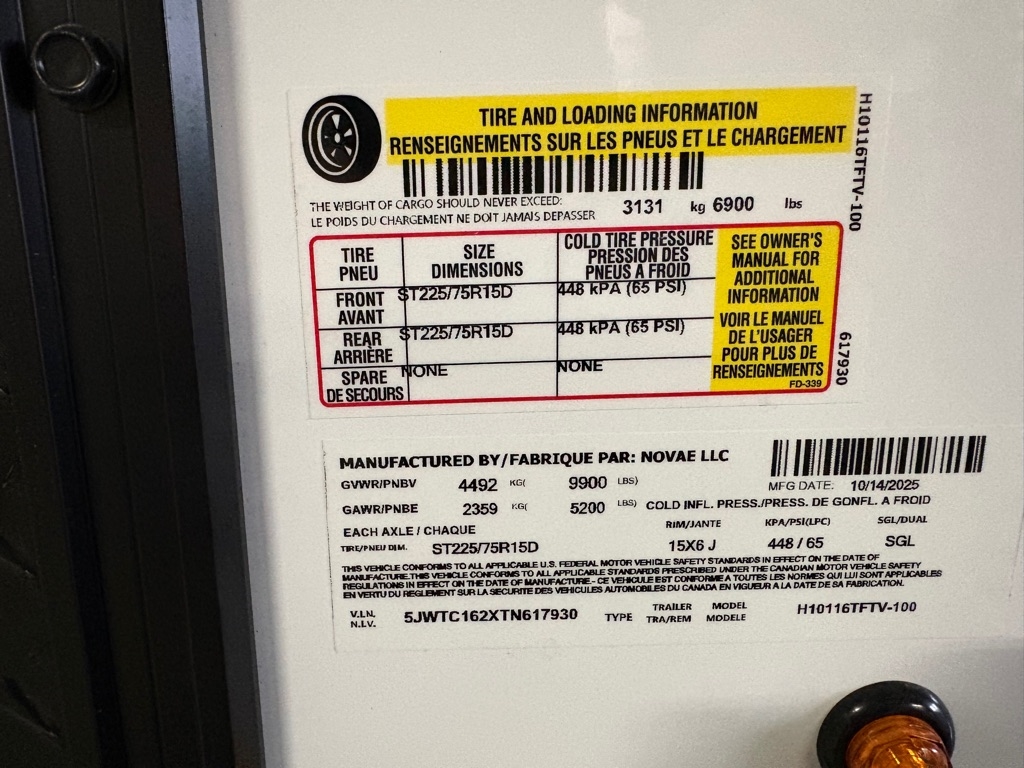 TIRE AND LOADING INFORMATION
RENSEIGNEMENTS SUR LES PNEUS ET LE CHARGEMENT
H10116TFTV-100
THE WEIGHT OF CARGO SHOULD NEVER EXCEED:
LE POIDS DU CHARGEMENT NE DOIT JAMAIS DEPASSER
3131 kg 6900 lbs
TIRE
PNEU
SIZE
DIMENSIONS
COLD TIRE PRESSURE
PRESSION DES
PNEUS A FROID
FRONT
AVANT
ST225/75R15D
448 kPA (65 PSI)
REAR
ARRIÈRE
ST225/75R15D
448 kPA (65 PSI)
SPARE
DE SECOURS
NONE
NONE
SEE OWNER'S
MANUAL FOR
ADDITIONAL
INFORMATION
VOIR LE MANUEL
DE L'USAGER
POUR PLUS DE
RENSEIGNEMENTS
FD-339
617930
MANUFACTURED BY/FABRIQUE PAR: NOVAE LLC
GVWR/PNBV 4492 KG( 9900 LBS)
MFG DATE: 10/14/2025
GAWR/PNBE 2359 KG( 5200 LBS) COLD INFL. PRESS./PRESS. DE GONFL. A FROID
EACH AXLE / CHAQUE RIM/JANTE KPA/PSI(LPC) SGL/DUAL
TIRE/PNEU DIM. ST225/75R15D 15X6 J 448 / 65 SGL
THIS VEHICLE CONFORMS TO ALL APPLICABLE U.S. FEDERAL MOTOR VEHICLE SAFETY STANDARDS IN EFFECT ON THE DATE OF
MANUFACTURE.THIS VEHICLE CONFORMS TO ALL APPLICABLE STANDARDS PRESCRIBED UNDER THE CANADIAN MOTOR VEHICLE SAFETY
REGULATIONS IN EFFECT ON THE DATE OF MANUFACTURE - CE VEHICULE EST CONFORME A TOUTES LES NORMES QUI LUI SONT APPLICABLES
EN VERTU DU REGLEMENT SUR LA SECURITE DES VEHICULES AUTOMOBILES DU CANADA EN VIGUEUR A LA DATE DE SA FABRICATION.
V.I.N.
N.I.V.
5JWTC162XTN617930
TYPE
TRAILER
TRA/REM
MODEL
MODELE
H10116TFTV-100